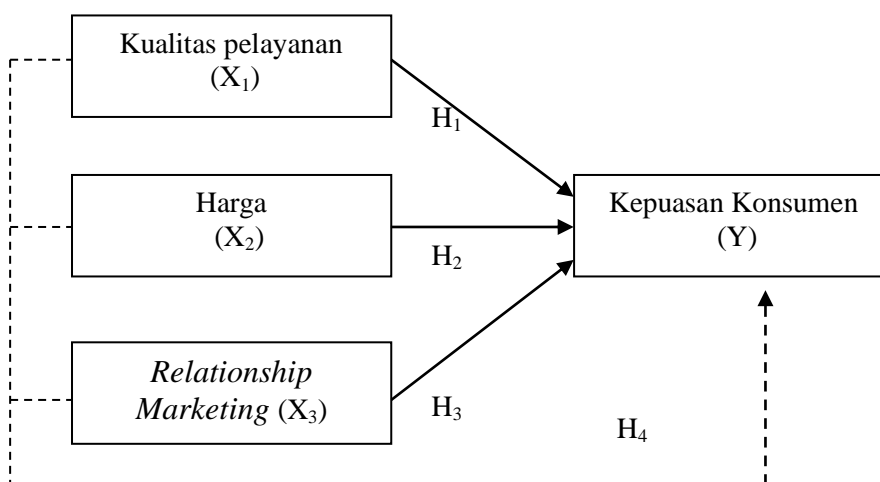 Kualitas pelayanan
(X₁)
H₁
Harga
(X₂)
H₂
Kepuasan Konsumen
(Y)
Relationship
Marketing (X₃)
H₃
H₄